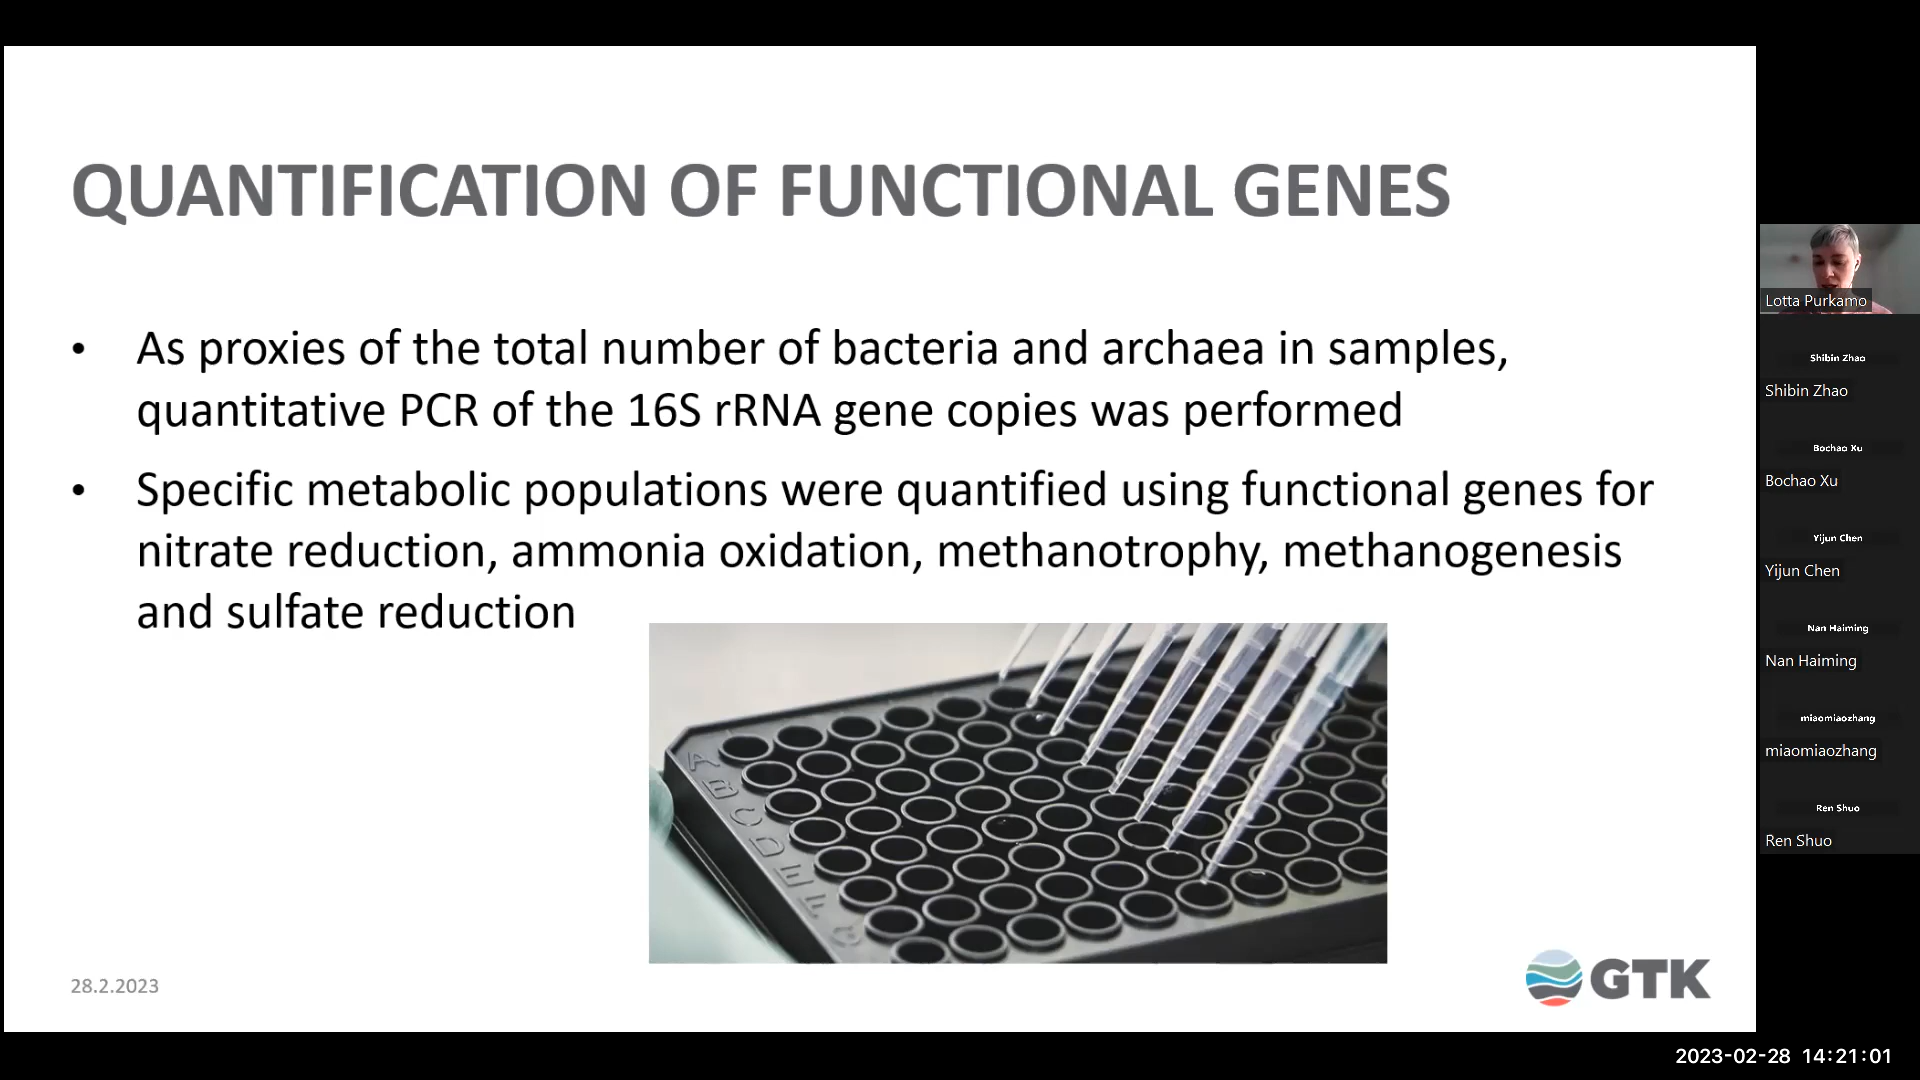 QUANTIFICATION OF FUNCTIONAL GENES
• As proxies of the total number of bacteria and archaea in samples,
quantitative PCR of the 16S rRNA gene copies was performed
• Specific metabolic populations were quantified using functional genes for
nitrate reduction, ammonia oxidation, methanotrophy, methanogenesis
and sulfate reduction
A
B
C
D
E
F
G
28.2.2023
GTK
Lotta Purkamo
Shibin Zhao
Shibin Zhao
Bochao Xu
Bochao Xu
Yijun Chen
Yijun Chen
Nan Haiming
Nan Haiming
miaomiaozhang
miaomiaozhang
Ren Shuo
Ren Shuo
2023-02-28 14:21:01